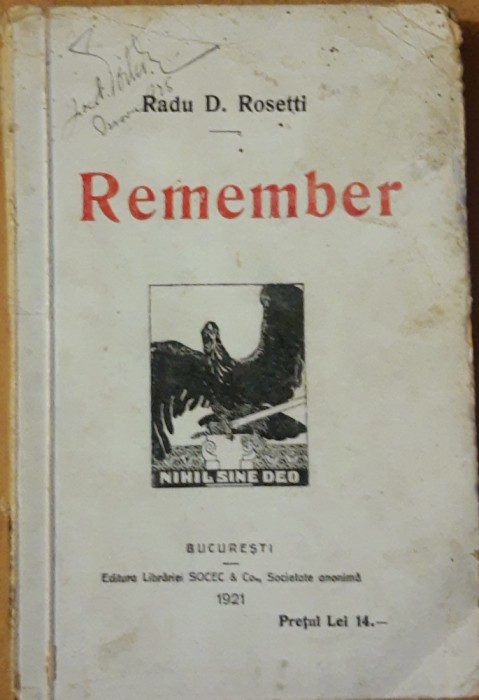 Radu D. Rosetti
Remember
NIHIL SINE DEO
BUCUREȘTI
Editura Librăriei SOCEC & Co., Societate anonimă
1921
Prețul Lei 14.—